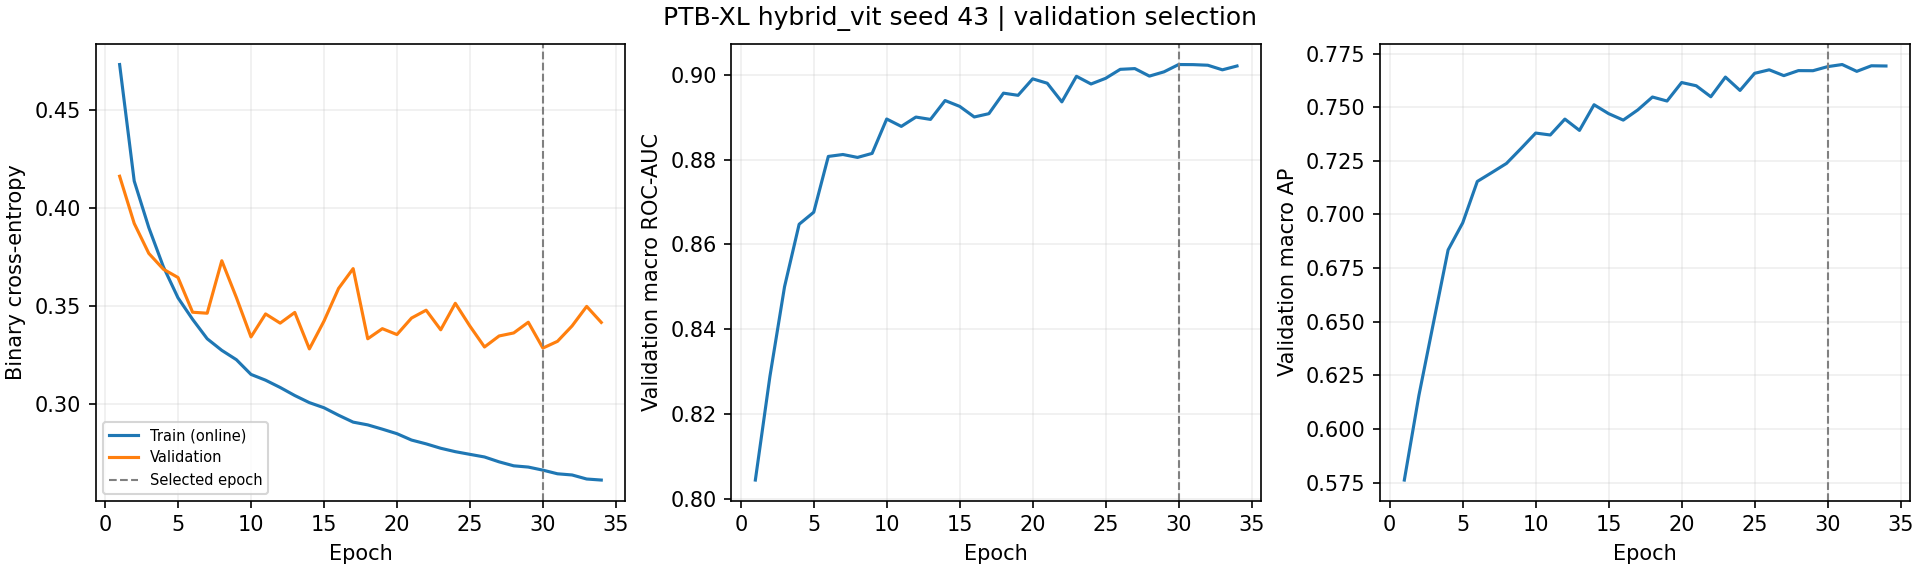 PTB-XL hybrid_vit seed 43 | validation selection
Binary cross-entropy
0.45
0.40
0.35
0.30
Train (online)
Validation
Selected epoch
0 5 10 15 20 25 30 35
Epoch
Validation macro ROC-AUC
0.90
0.88
0.86
0.84
0.82
0.80
0 5 10 15 20 25 30 35
Epoch
Validation macro AP
0.775
0.750
0.725
0.700
0.675
0.650
0.625
0.600
0.575
0 5 10 15 20 25 30 35
Epoch